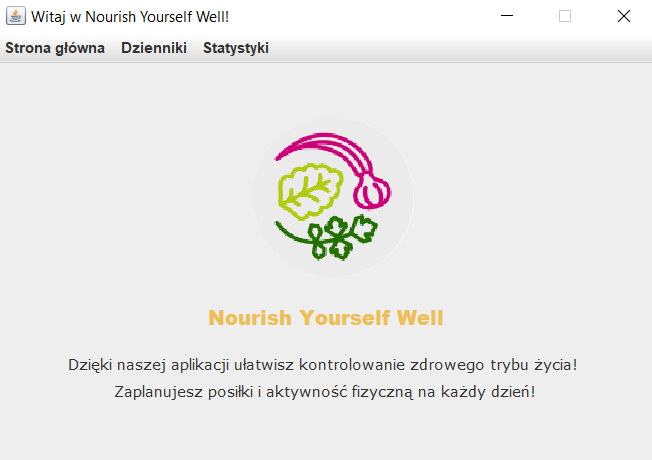 Witaj w Nourish Yourself Well!
Strona główna Dzienniki Statystyki
Nourish Yourself Well
Dzięki naszej aplikacji ułatwisz kontrolowanie zdrowego trybu życia!
Zaplanujesz posiłki i aktywność fizyczną na każdy dzień!